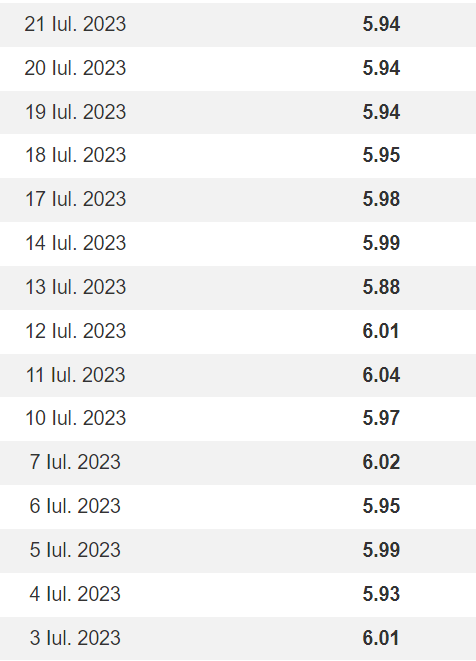 21 Iul. 2023 5.94
20 Iul. 2023 5.94
19 Iul. 2023 5.94
18 Iul. 2023 5.95
17 Iul. 2023 5.98
14 Iul. 2023 5.99
13 Iul. 2023 5.88
12 Iul. 2023 6.01
11 Iul. 2023 6.04
10 Iul. 2023 5.97
7 Iul. 2023 6.02
6 Iul. 2023 5.95
5 Iul. 2023 5.99
4 Iul. 2023 5.93
3 Iul. 2023 6.01